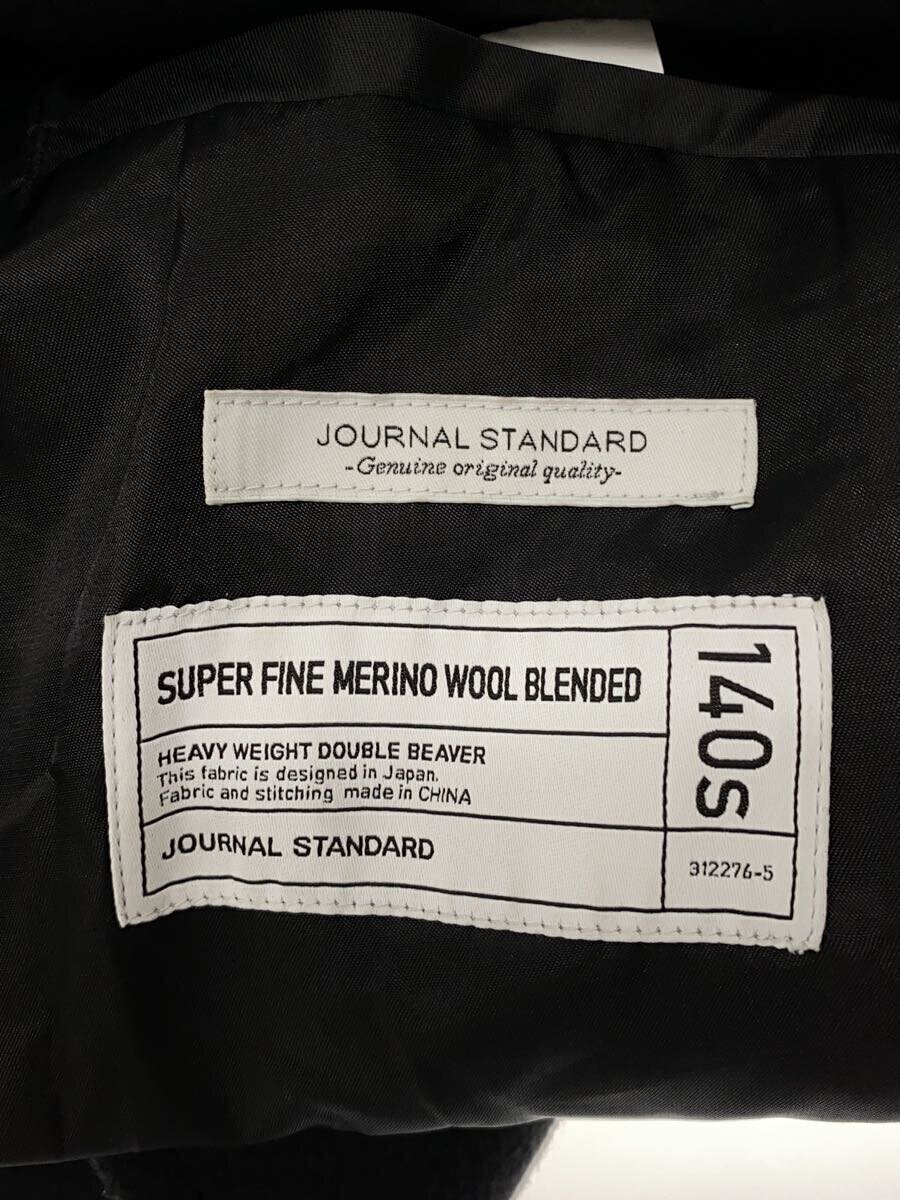 JOURNAL STANDARD
-Genuine original quality-
SUPER FINE MERINO WOOL BLENDED
140s
HEAVY WEIGHT DOUBLE BEAVER
This fabric is designed in Japan.
Fabric and stitching made in CHINA
JOURNAL STANDARD
312276-5